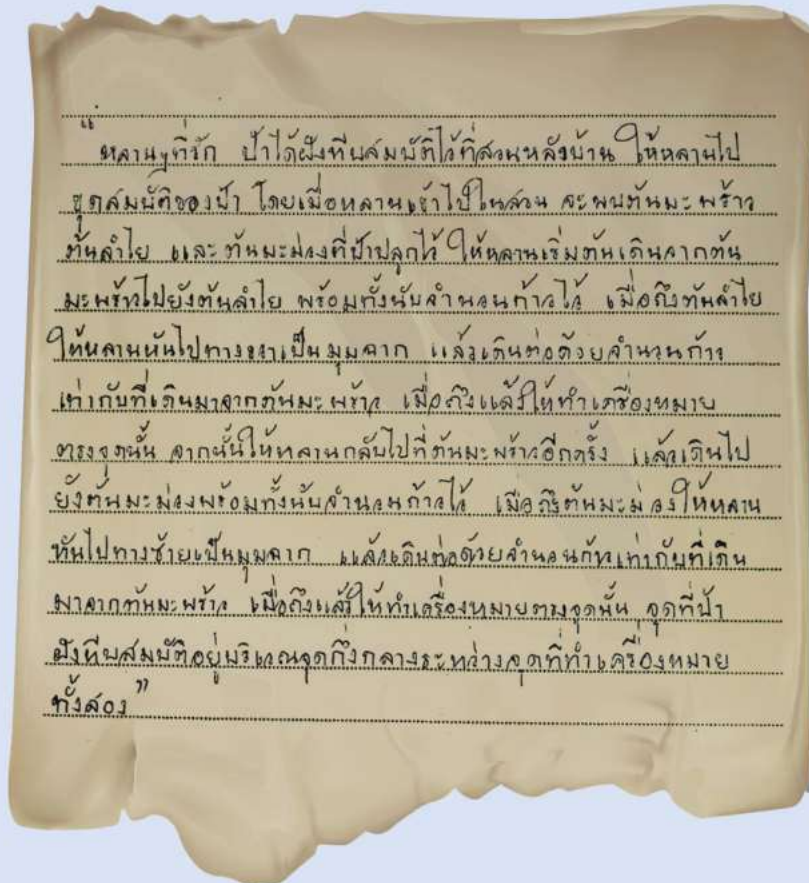 “หลานๆที่รัก ป้าได้ฝังหีบสมบัติไว้ที่สวนหลังบ้าน ให้หลานไป
ขุดสมบัติของป้า โดยเมื่อหลานเข้าไปในสวน จะพบต้นมะพร้าว
ต้นลำไย และต้นมะม่วงที่ป้าปลูกไว้ ให้หลานเริ่มต้นเดินจากต้น
มะพร้าวไปยังต้นลำไย พร้อมทั้งนับจำนวนก้าวไว้ เมื่อถึงต้นลำไย
ให้หลานหันไปทางขวาเป็นมุมฉาก แล้วเดินต่อด้วยจำนวนก้าว
เท่ากับที่เดินมาจากต้นมะพร้าว เมื่อถึงแล้วให้ทำเครื่องหมาย
ตรงจุดนั้น จากนั้นให้หลานกลับไปที่ต้นมะพร้าวอีกครั้ง แล้วเดินไป
ยังต้นมะม่วงพร้อมทั้งนับจำนวนก้าวไว้ เมื่อถึงต้นมะม่วงให้หลาน
หันไปทางซ้ายเป็นมุมฉาก แล้วเดินต่อด้วยจำนวนก้าวเท่ากับที่เดิน
มาจากต้นมะพร้าว เมื่อถึงแล้วให้ทำเครื่องหมายตรงจุดนั้น จุดที่ป้า
ฝังหีบสมบัติอยู่บริเวณจุดกึ่งกลางระหว่างจุดที่ทำเครื่องหมาย
ทั้งสอง”